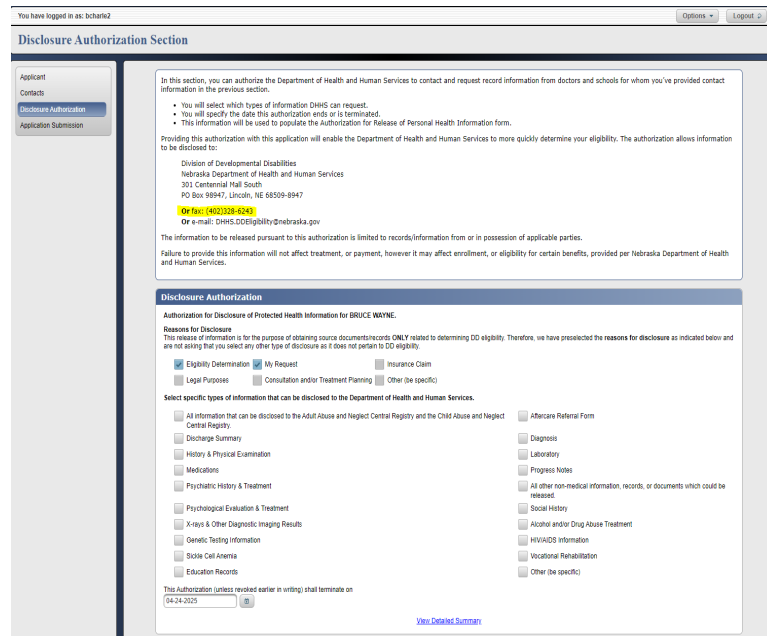 You have logged in as: bcharle2
Options
Logout
Disclosure Authorization Section
Applicant
Contacts
Disclosure Authorization
Application Submission
In this section, you can authorize the Department of Health and Human Services to contact and request record information from doctors and schools for whom you've provided contact
information in the previous section.
• You will select which types of information DHHS can request.
• You will specify the date this authorization ends or is terminated.
• This information will be used to populate the Authorization for Release of Personal Health Information form.
Providing this authorization with this application will enable the Department of Health and Human Services to more quickly determine your eligibility. The authorization allows information
to be disclosed to:
Division of Developmental Disabilities
Nebraska Department of Health and Human Services
301 Centennial Mall South
PO Box 98947, Lincoln, NE 68509-8947
Or fax: (402)328-6243
Or e-mail: DHHS.DDEligibility@nebraska.gov
The information to be released pursuant to this authorization is limited to records/information from or in possession of applicable parties.
Failure to provide this information will not affect treatment, or payment, however it may affect enrollment, or eligibility for certain benefits, provided per Nebraska Department of Health
and Human Services.
Disclosure Authorization
Authorization for Disclosure of Protected Health Information for BRUCE WAYNE.
Reasons for Disclosure
This release of information is for the purpose of obtaining source documents/records ONLY related to determining DD eligibility. Therefore, we have preselected the reasons for disclosure as indicated below and
are not asking that you select any other type of disclosure as it does not pertain to DD eligibility.
Eligibility Determination My Request Insurance Claim
Legal Purposes Consultation and/or Treatment Planning Other (be specific)
Select specific types of information that can be disclosed to the Department of Health and Human Services.
All information that can be disclosed to the Adult Abuse and Neglect Central Registry and the Child Abuse and Neglect
Central Registry.
Aftercare Referral Form
Discharge Summary
Diagnosis
History & Physical Examination
Laboratory
Medications
Progress Notes
Psychiatric History & Treatment
All other non-medical information, records, or documents which could be
released.
Psychological Evaluation & Treatment
Social History
X-rays & Other Diagnostic Imaging Results
Alcohol and/or Drug Abuse Treatment
Genetic Testing Information
HIV/AIDS Information
Sickle Cell Anemia
Vocational Rehabilitation
Education Records
Other (be specific)
This Authorization (unless revoked earlier in writing) shall terminate on
04-24-2025
View Detailed Summary